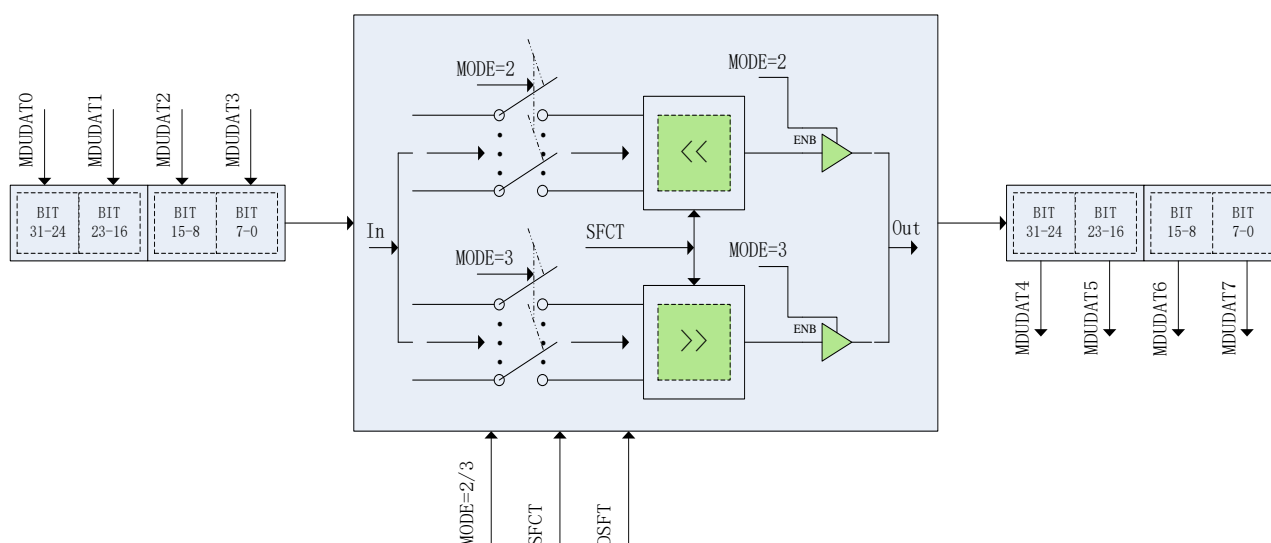 MDUDAT0
MDUDAT1
MDUDAT2
MDUDAT3
BIT
31-24
BIT
23-16
BIT
15-8
BIT
7-0
In
MODE=2
MODE=2
ENB
<<
SFCT
Out
MODE=3
MODE=3
ENB
>>
BIT
31-24
BIT
23-16
BIT
15-8
BIT
7-0
MDUDAT4
MDUDAT5
MDUDAT6
MDUDAT7
MODE=2/3
SFCT